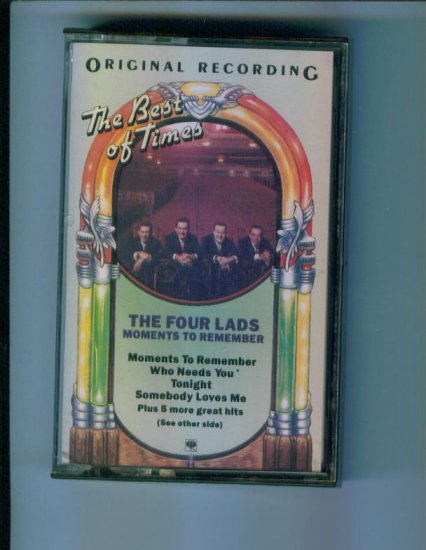 ORIGINAL RECORDING
The Best
of Times
THE FOUR LADS
MOMENTS TO REMEMBER
Moments To Remember
Who Needs You
Tonight
Somebody Loves Me
Plus 5 more great hits
(See other side)